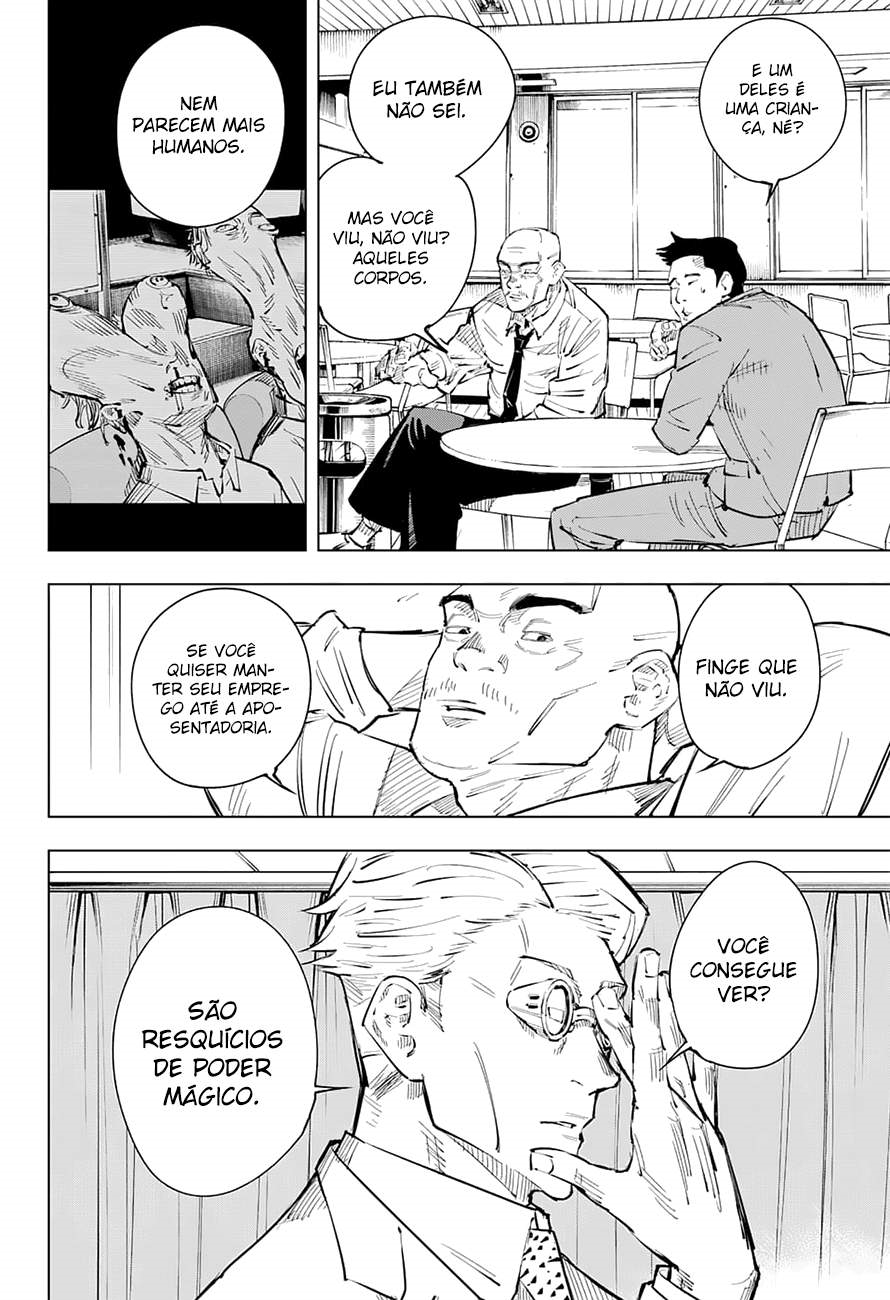 E UM
DELES É
UMA CRIAN-
ÇA, NÉ?
EU TAMBÉM
NÃO SEI.
MAS VOCÊ
VIU, NÃO VIU?
AQUELES
CORPOS.
NEM
PARECEM MAIS
HUMANOS.
FINGE QUE
NÃO VIU.
SE VOCÊ
QUISER MAN-
TER SEU EMPRE-
GO ATÉ A APO-
SENTADORIA.
VOCÊ
CONSEGUE
VER?
SÃO
RESQUÍCIOS
DE PODER
MÁGICO.